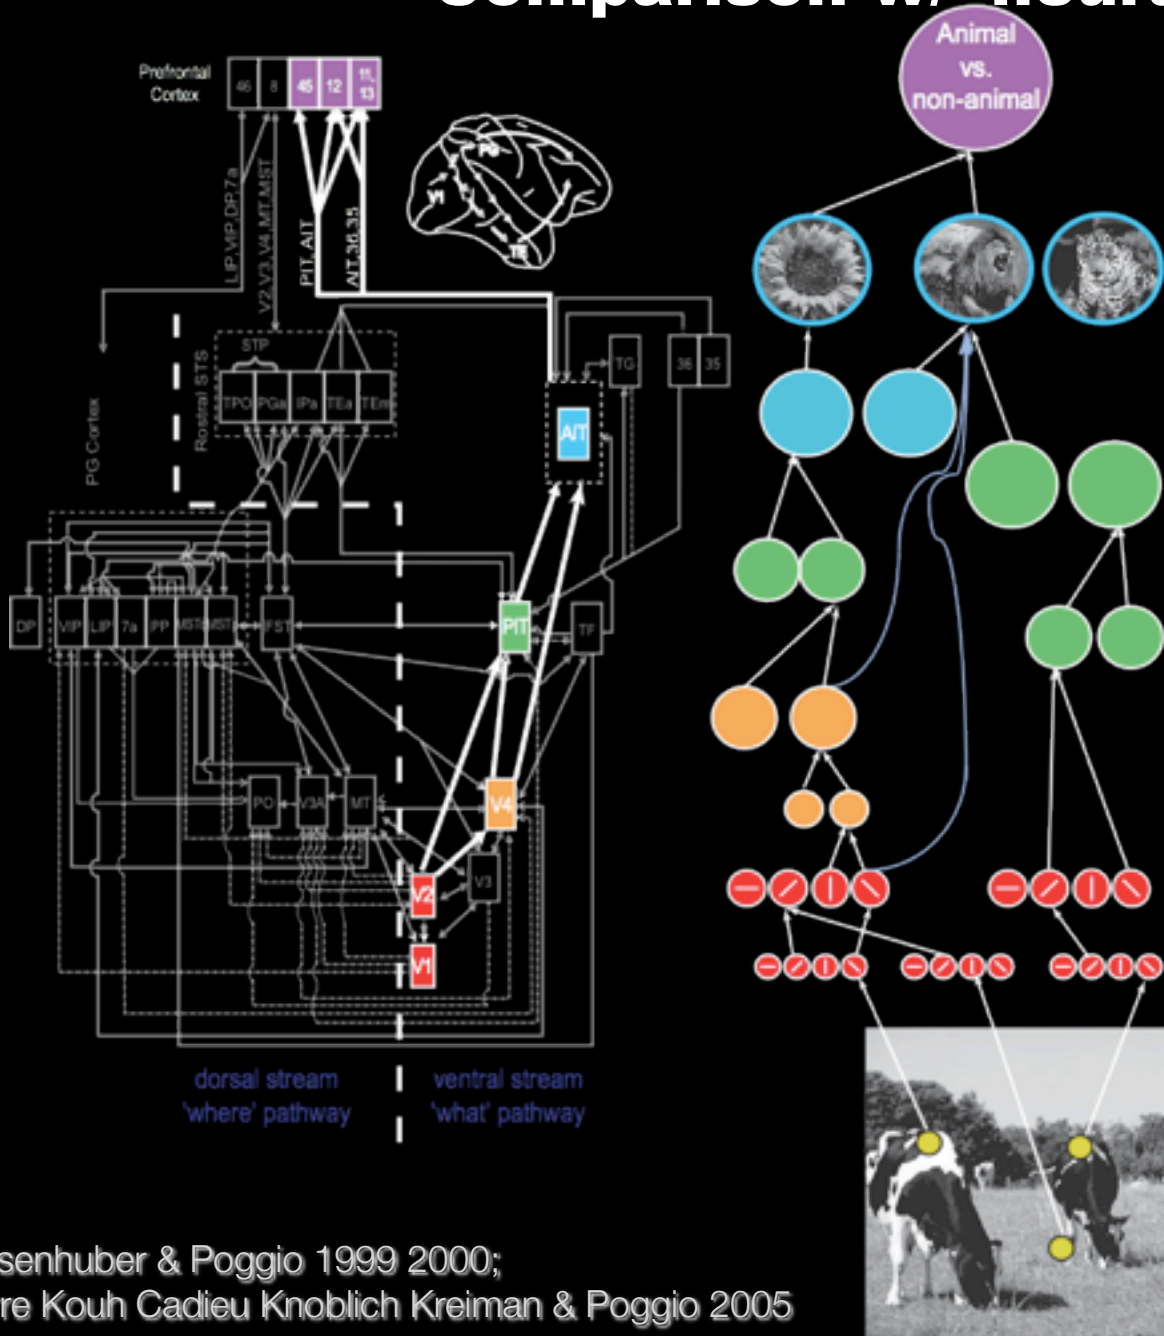 Comparison w/ neural
Prefrontal
Cortex
46
8
45
12
11,
13
LIP,VIP,DP,7a
V2,V3,V4,MT,MST
PIT, AIT
AIT,36,35
PG
V1
TE
Animal
vs.
non-animal
PG Cortex
Rostral STS
STP
TPO
PGa
IPa
TEa
TEm
TG
36
35
AIT
DP
VIP
LIP
7a
PP
FST
PIT
TF
PO
V3A
MT
V4
V2
V3
V1
dorsal stream
'where' pathway
ventral stream
'what' pathway
senhuber & Poggio 1999 2000;
re Kouh Cadieu Knoblich Kreiman & Poggio 2005